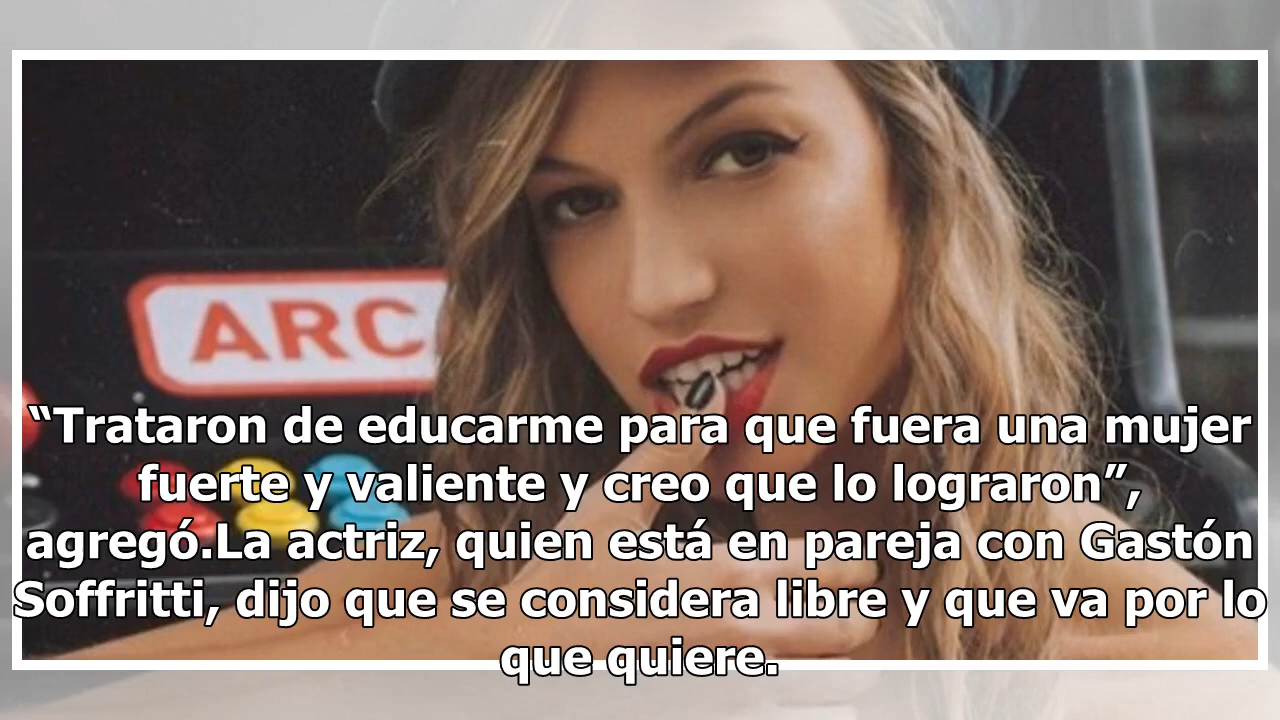 ARC
“Trataron de educarme para que fuera una mujer
fuerte y valiente y creo que lo lograron”,
agregó.La actriz, quien está en pareja con Gastón
Soffritti, dijo que se considera libre y que va por lo
que quiere.